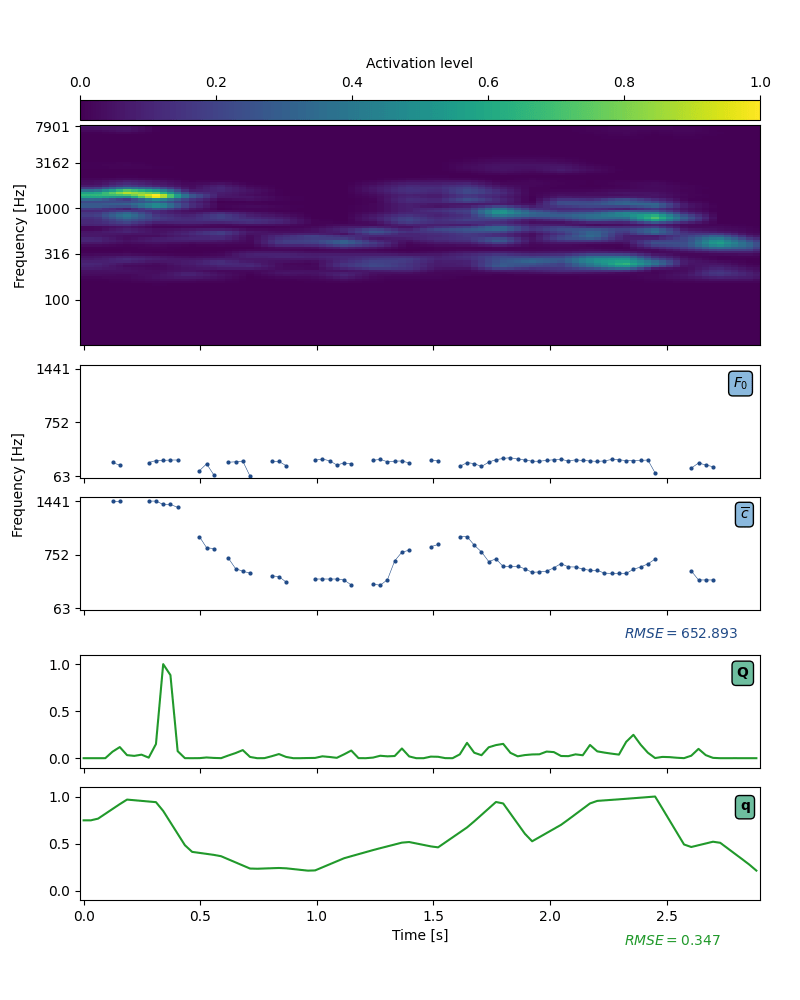 Activation level
0.0 0.2 0.4 0.6 0.8 1.0
7901
3162
1000
316
100
Frequency [Hz]
1441
752
63
F₀
Frequency [Hz]
1441
752
63
c̅
RMSE = 652.893
1.0
0.5
0.0
Q
1.0
0.5
0.0
q
0.0 0.5 1.0 1.5 2.0 2.5
Time [s]
RMSE = 0.347